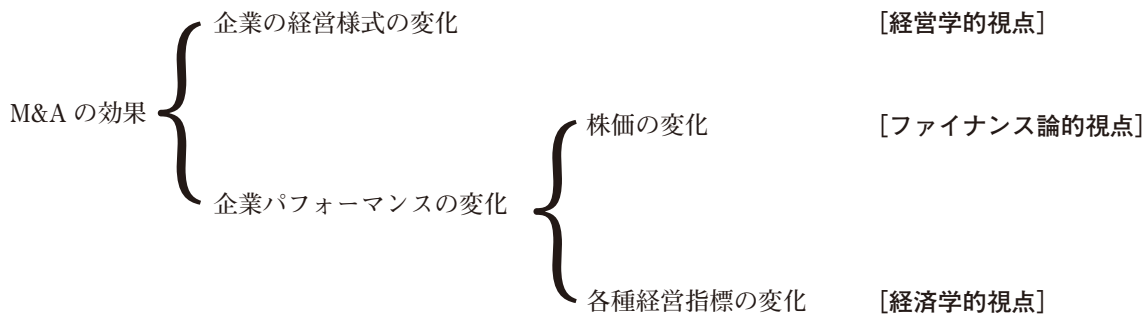 企業の経営様式の変化 [経営学的視点]
M&A の効果
株価の変化 [ファイナンス論的視点]
企業パフォーマンスの変化
各種経営指標の変化 [経済学的視点]